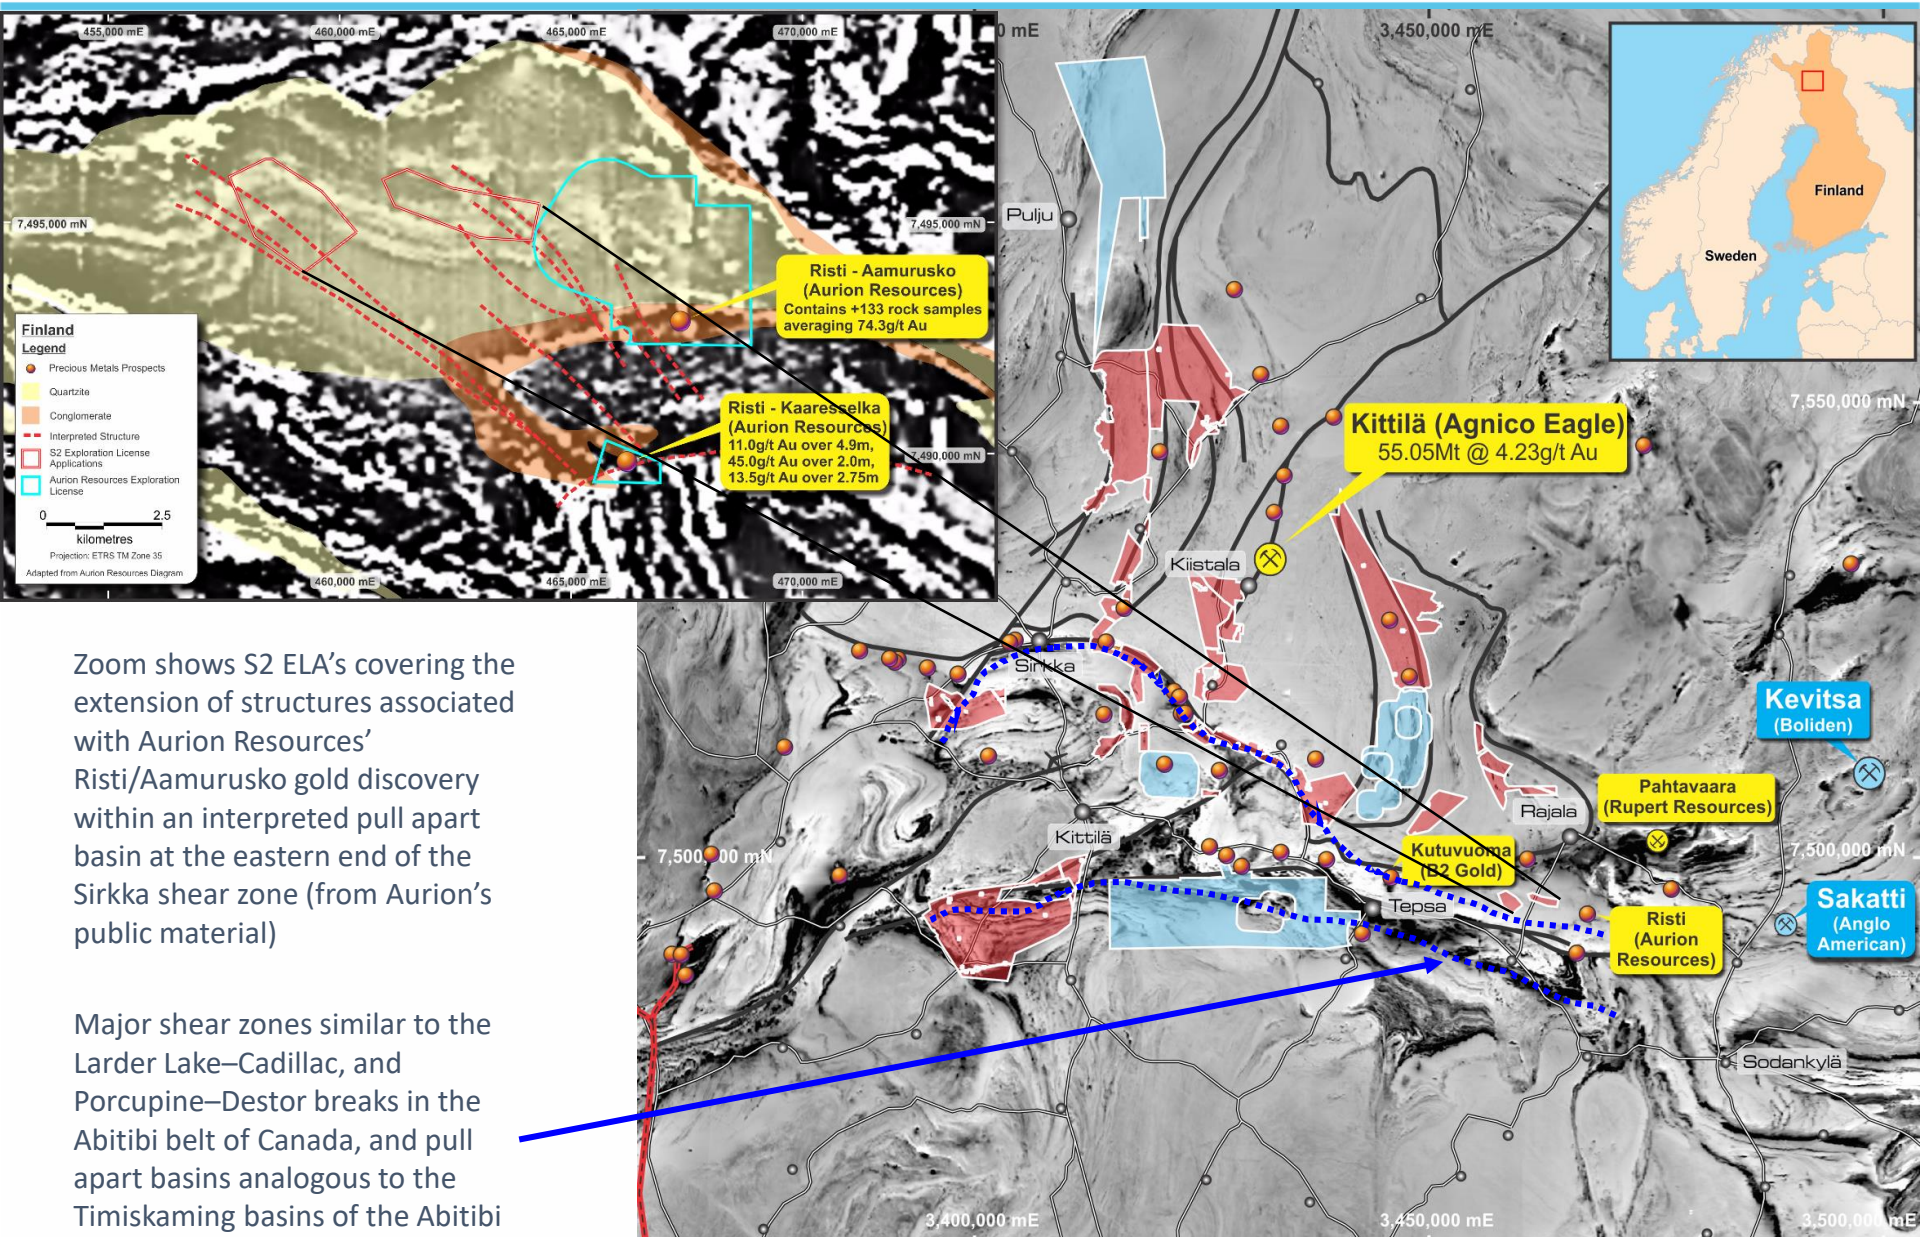 455,000 mE
460,000 mE
465,000 mE
470,000 mE
7,495,000 mN
7,495,000 mN
Risti - Aamurusko
(Aurion Resources)
Contains +133 rock samples
averaging 74.3g/t Au
Risti - Kaaresselka
(Aurion Resources)
11.0g/t Au over 4.9m,
45.0g/t Au over 2.0m,
13.5g/t Au over 2.75m
7,490,000 mN
Finland
Legend
Precious Metals Prospects
Quartzite
Conglomerate
Interpreted Structure
S2 Exploration License
Applications
Aurion Resources Exploration
License
0 2.5
kilometres
Projection: ETRS TM Zone 35
Adapted from Aurion Resources Diagram
460,000 mE
465,000 mE
470,000 mE
0 mE
3,450,000 mE
Finland
Sweden
Pulju
7,550,000 mN
Kittilä (Agnico Eagle)
55.05Mt @ 4.23g/t Au
Kiistala
Sirkka
Kevitsa
(Boliden)
Pahtavaara
(Rupert Resources)
Rajala
Kittilä
7,500,000 mN
7,500,000 mN
Kutuvuoma
(B2 Gold)
Tepsa
Sakatti
(Anglo
American)
Risti
(Aurion
Resources)
Sodankylä
3,400,000 mE
3,450,000 mE
3,500,000 mE
Zoom shows S2 ELA’s covering the
extension of structures associated
with Aurion Resources’
Risti/Aamurusko gold discovery
within an interpreted pull apart
basin at the eastern end of the
Sirkka shear zone (from Aurion’s
public material)
Major shear zones similar to the
Larder Lake–Cadillac, and
Porcupine–Destor breaks in the
Abitibi belt of Canada, and pull
apart basins analogous to the
Timiskaming basins of the Abitibi